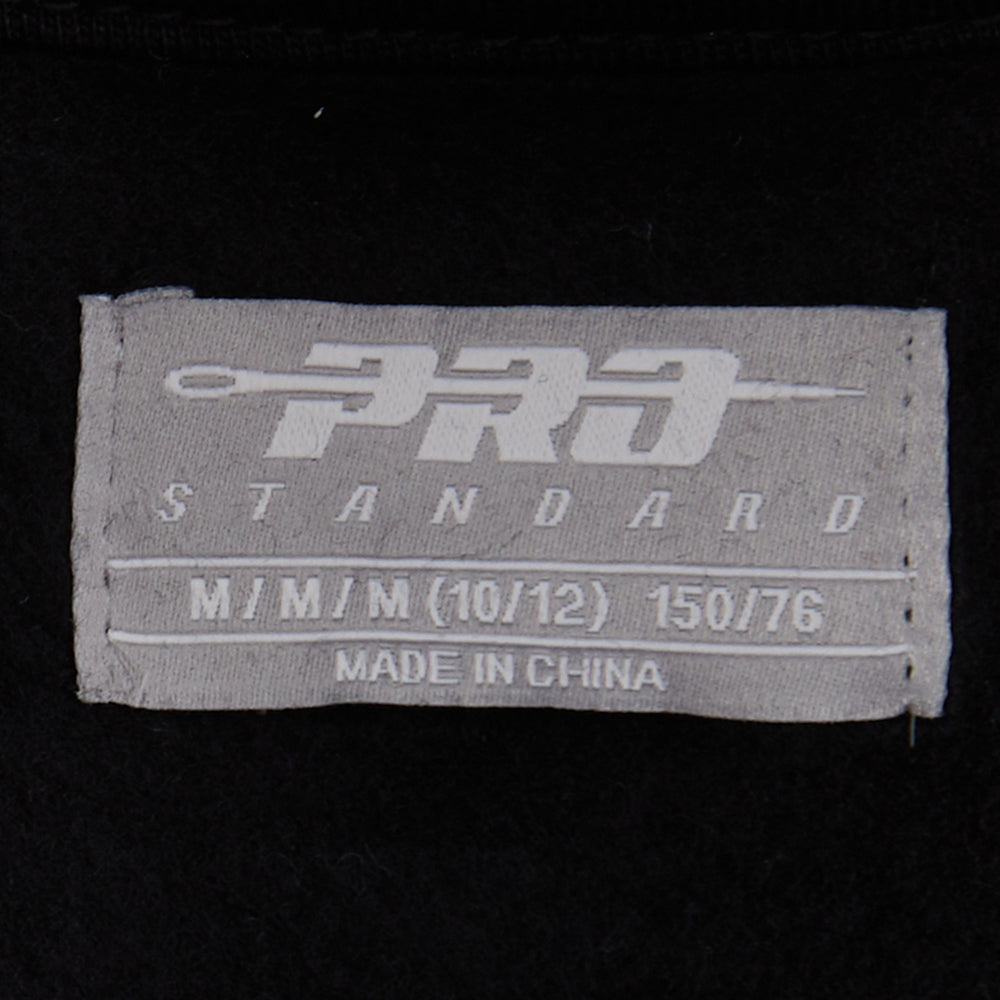 PRO
STANDARD
M/M/M (10/12) 150/76
MADE IN CHINA